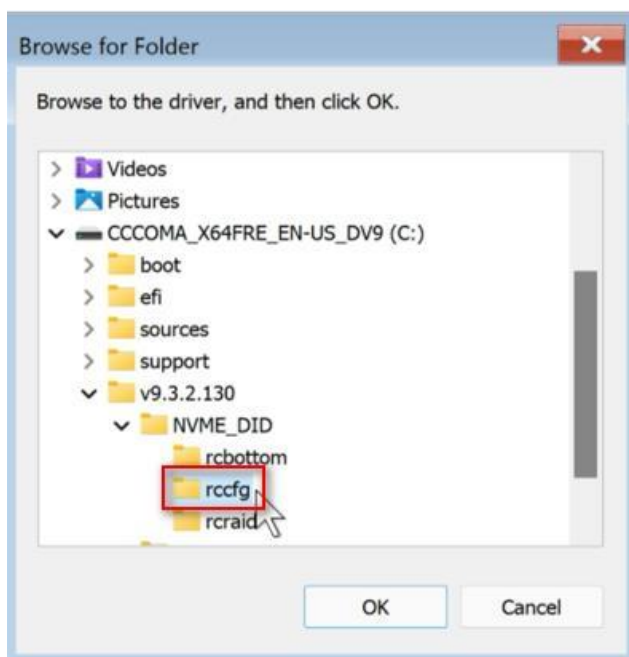 Browse for Folder
Browse to the driver, and then click OK.
Videos
Pictures
CCCOMA_X64FRE_EN-US_DV9 (C:)
boot
efi
sources
support
v9.3.2.130
NVME_DID
rcbottom
rccfg
rcraid
OK Cancel